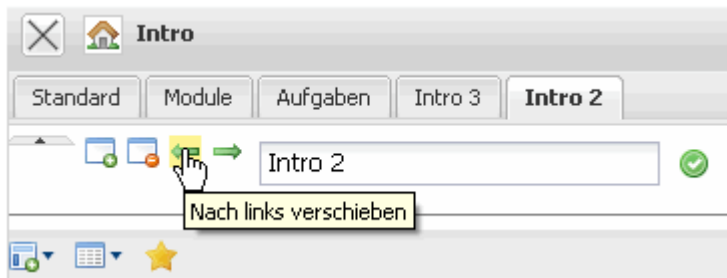 Intro
Standard Module Aufgaben Intro 3 Intro 2
Intro 2
Nach links verschieben